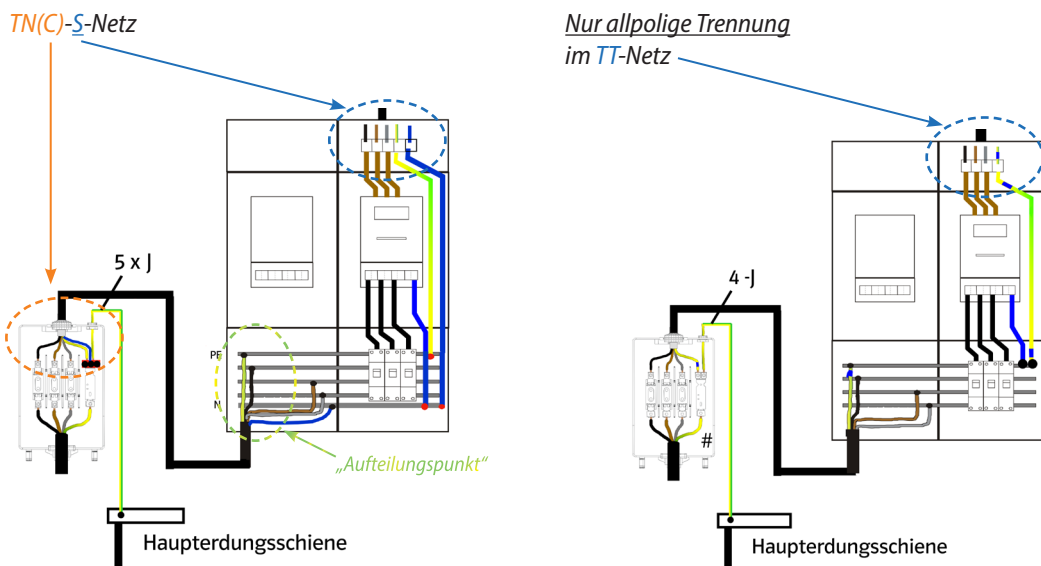 TN(C)-S-Netz
5 x J
PE
N
„Aufteilungspunkt“
Haupterdungsschiene
Nur allpolige Trennung
im TT-Netz
4 -J
#
Haupterdungsschiene